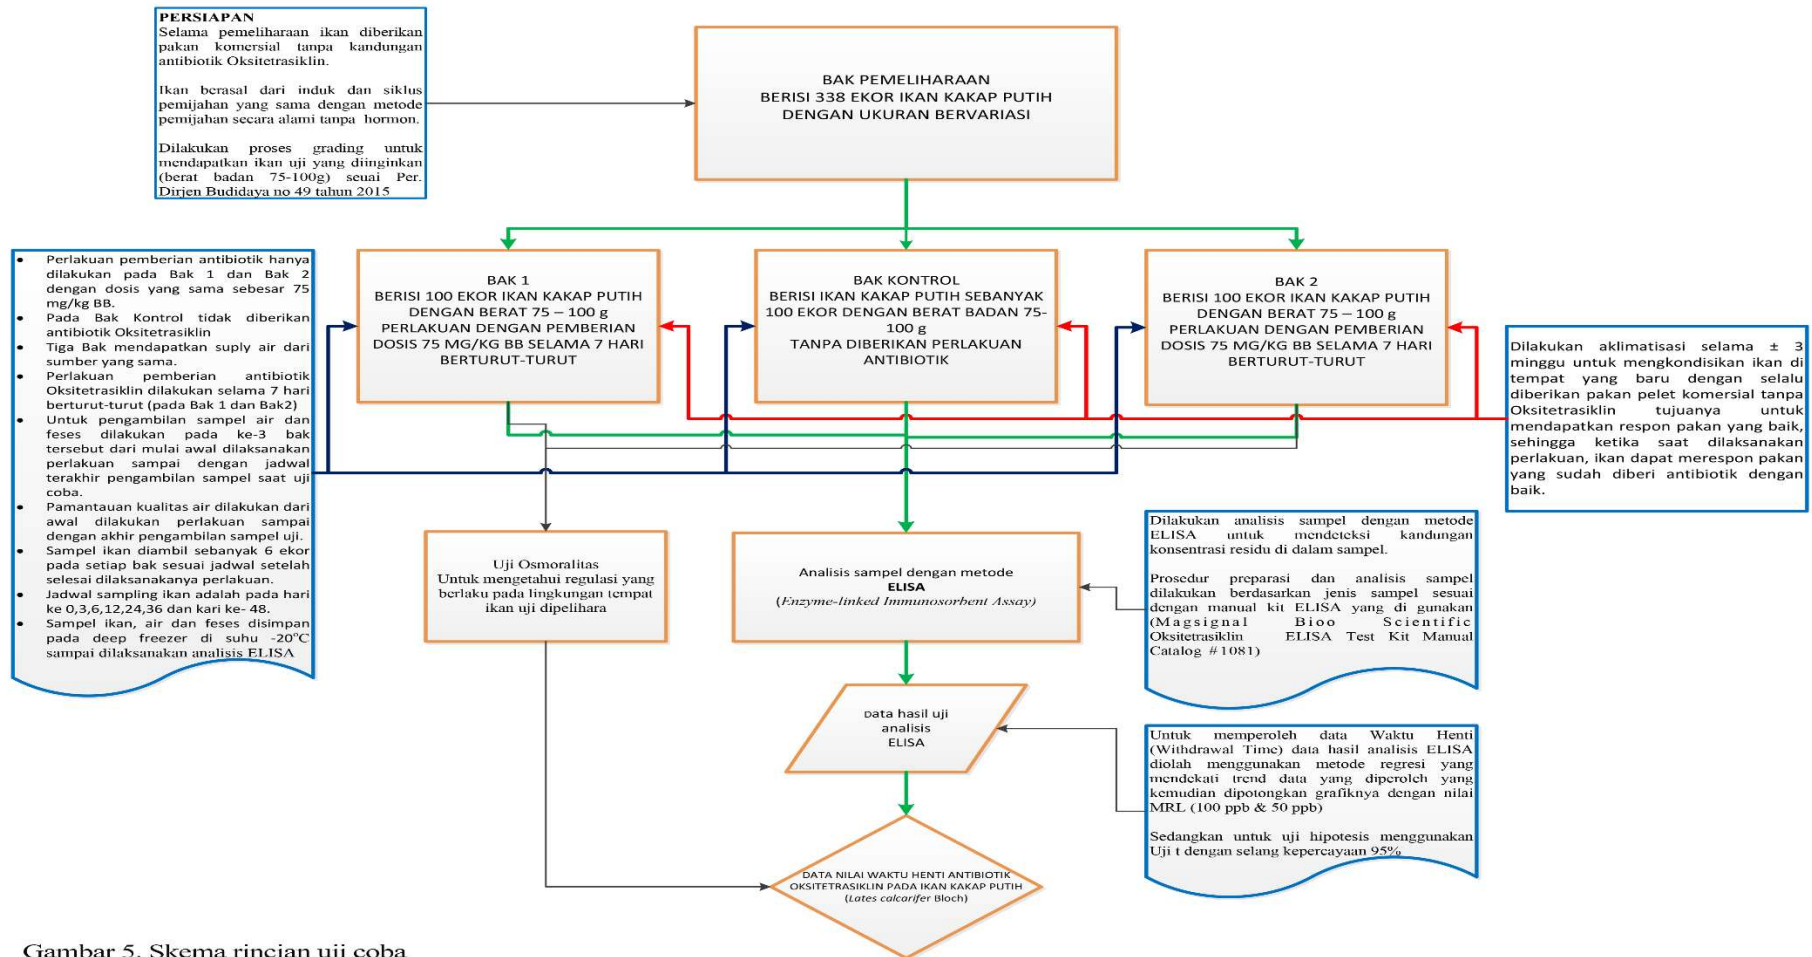 PERSIAPAN
Selama pemeliharaan ikan diberikan
pakan komersial tanpa kandungan
antibiotik Oksitetrasiklin.
Ikan berasal dari induk dan siklus
pemijahan yang sama dengan metode
pemijahan secara alami tanpa hormon.
Dilakukan proses grading untuk
mendapatkan ikan uji yang diinginkan
(berat badan 75-100g) seuai Per.
Dirjen Budidaya no 49 tahun 2015
BAK PEMELIHARAAN
BERISI 338 EKOR IKAN KAKAP PUTIH
DENGAN UKURAN BERVARIASI
• Perlakuan pemberian antibiotik hanya
dilakukan pada Bak 1 dan Bak 2
dengan dosis yang sama sebesar 75
mg/kg BB.
• Pada Bak Kontrol tidak diberikan
antibiotik Oksitetrasiklin
• Tiga Bak mendapatkan suply air dari
sumber yang sama.
• Perlakuan pemberian antibiotik
Oksitetrasiklin dilakukan selama 7 hari
berturut-turut (pada Bak 1 dan Bak2)
• Untuk pengambilan sampel air dan
feses dilakukan pada ke-3 bak
tersebut dari mulai awal dilaksanakan
perlakuan sampai dengan jadwal
terakhir pengambilan sampel saat uji
coba.
• Pamantauan kualitas air dilakukan dari
awal dilakukan perlakuan sampai
dengan akhir pengambilan sampel uji.
• Sampel ikan diambil sebanyak 6 ekor
pada setiap bak sesuai jadwal setelah
selesai dilaksanakanya perlakuan.
• Jadwal sampling ikan adalah pada hari
ke 0,3,6,12,24,36 dan kari ke- 48.
• Sampel ikan, air dan feses disimpan
pada deep freezer di suhu -20°C
sampai dilaksanakan analisis ELISA
BAK 1
BERISI 100 EKOR IKAN KAKAP PUTIH
DENGAN BERAT 75 – 100 g
PERLAKUAN DENGAN PEMBERIAN
DOSIS 75 MG/KG BB SELAMA 7 HARI
BERTURUT-TURUT
BAK KONTROL
BERISI IKAN KAKAP PUTIH SEBANYAK
100 EKOR DENGAN BERAT BADAN 75-
100 g
TANPA DIBERIKAN PERLAKUAN
ANTIBIOTIK
BAK 2
BERISI 100 EKOR IKAN KAKAP PUTIH
DENGAN BERAT 75 – 100 g
PERLAKUAN DENGAN PEMBERIAN
DOSIS 75 MG/KG BB SELAMA 7 HARI
BERTURUT-TURUT
Dilakukan aklimatisasi selama ± 3
minggu untuk mengkondisikan ikan di
tempat yang baru dengan selalu
diberikan pakan pelet komersial tanpa
Oksitetrasiklin tujuanya untuk
mendapatkan respon pakan yang baik,
sehingga ketika saat dilaksanakan
perlakuan, ikan dapat merespon pakan
yang sudah diberi antibiotik dengan
baik.
Uji Osmoralitas
Untuk mengetahui regulasi yang
berlaku pada lingkungan tempat
ikan uji dipelihara
Analisis sampel dengan metode
ELISA
(Enzyme-linked Immunosorbent Assay)
Dilakukan analisis sampel dengan metode
ELISA untuk mendeteksi kandungan
konsentrasi residu di dalam sampel.
Prosedur preparasi dan analisis sampel
dilakukan berdasarkan jenis sampel sesuai
dengan manual kit ELISA yang di gunakan
(Magsignal Bioo Scientific
Oksitetrasiklin ELISA Test Kit Manual
Catalog #1081)
Data hasil uji
analisis
ELISA
Untuk memperoleh data Waktu Henti
(Withdrawal Time) data hasil analisis ELISA
diolah menggunakan metode regresi yang
mendekati trend data yang diperoleh yang
kemudian dipotongkan grafiknya dengan nilai
MRL (100 ppb & 50 ppb)
Sedangkan untuk uji hipotesis menggunakan
Uji t dengan selang kepercayaan 95%
DATA NILAI WAKTU HENTI ANTIBIOTIK
OKSITETRASIKLIN PADA IKAN KAKAP PUTIH
(Lates calcarifer Bloch)
Gambar 5. Skema rincian uji coba